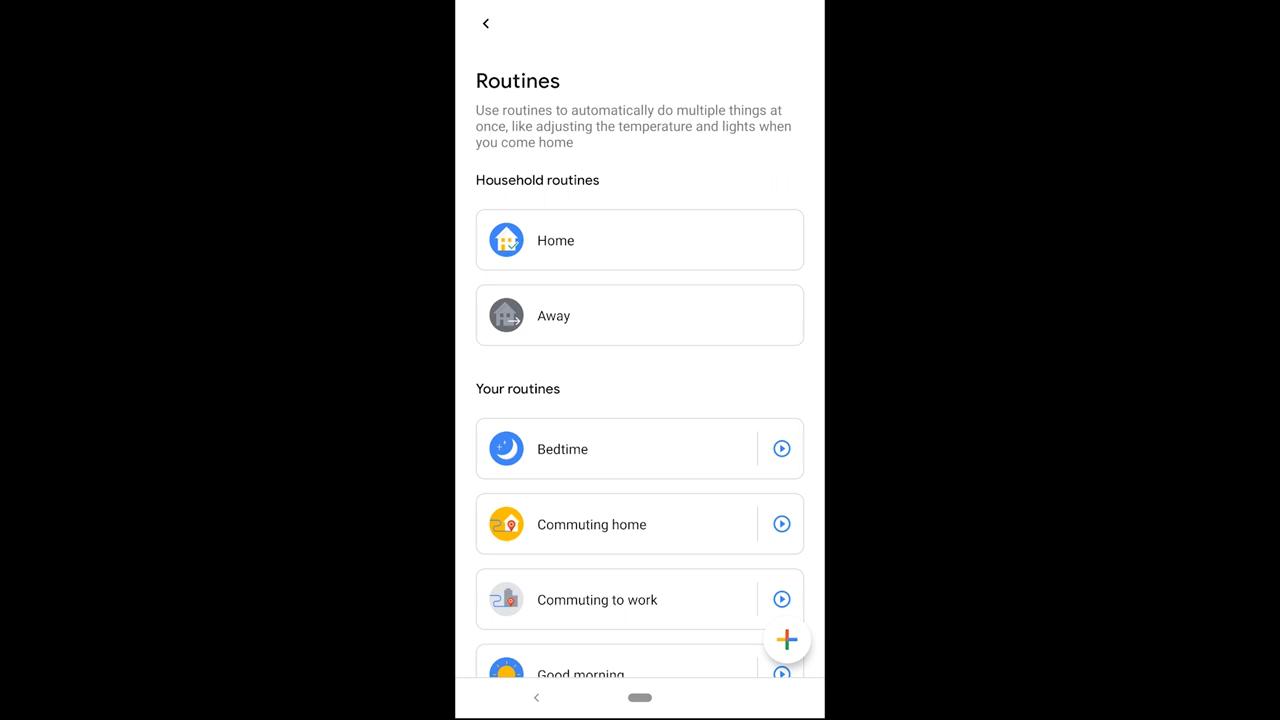 Routines
Use routines to automatically do multiple things at
once, like adjusting the temperature and lights when
you come home
Household routines
Home
Away
Your routines
Bedtime
Commuting home
Commuting to work
Good morning